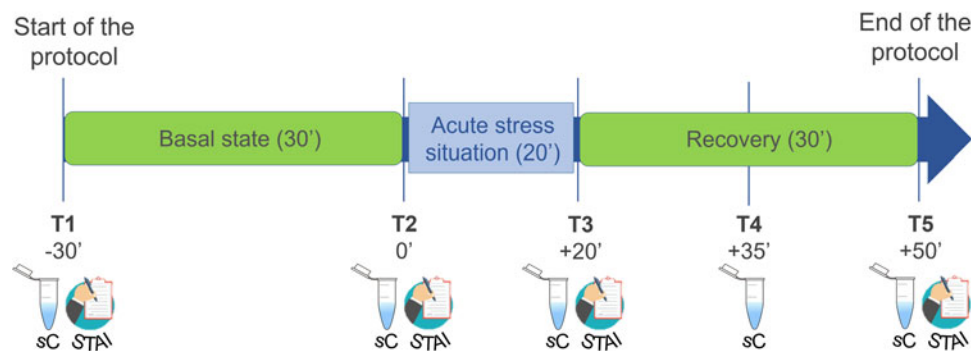 Start of the
protocol
End of the
protocol
Basal state (30’)
Acute stress
situation (20’)
Recovery (30’)
T1
-30’
T2
0’
T3
+20’
T4
+35’
T5
+50’
sC STAI
sC STAI
sC STAI
sC
sC STAI